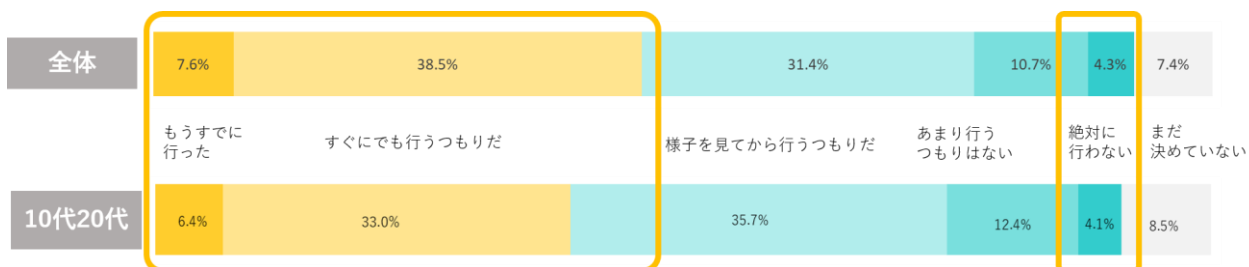 全体
7.6%
38.5%
31.4%
10.7%
4.3%
7.4%
もうすでに
行った
すぐにでも行うつもりだ
様子を見てから行うつもりだ
あまり行う
つもりはない
絶対に
行わない
まだ
決めていない
10代20代
6.4%
33.0%
35.7%
12.4%
4.1%
8.5%